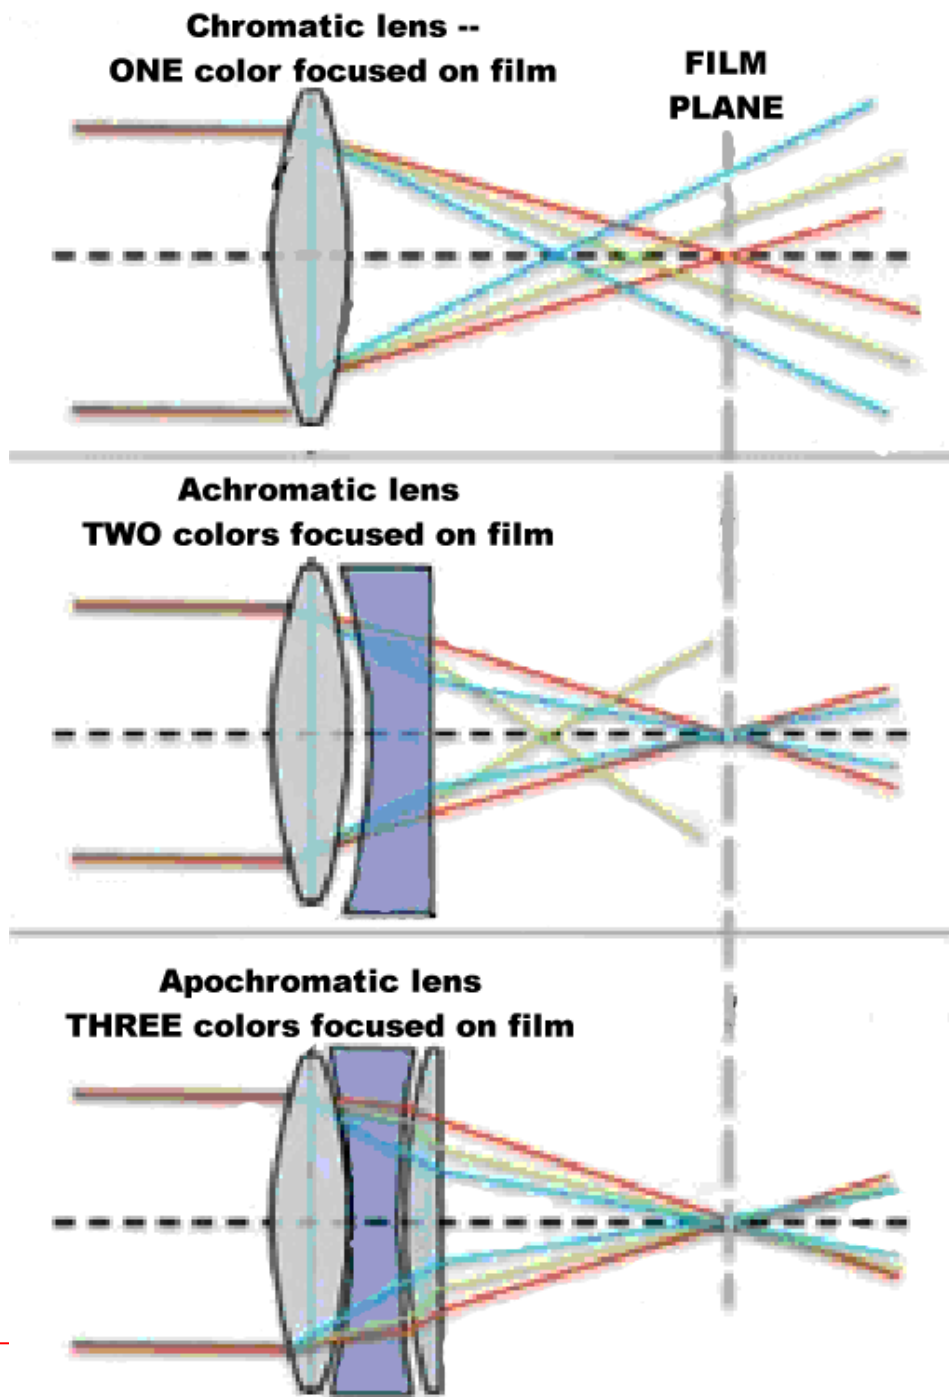 Chromatic lens --
ONE color focused on film
FILM
PLANE
Achromatic lens
TWO colors focused on film
Apochromatic lens
THREE colors focused on film